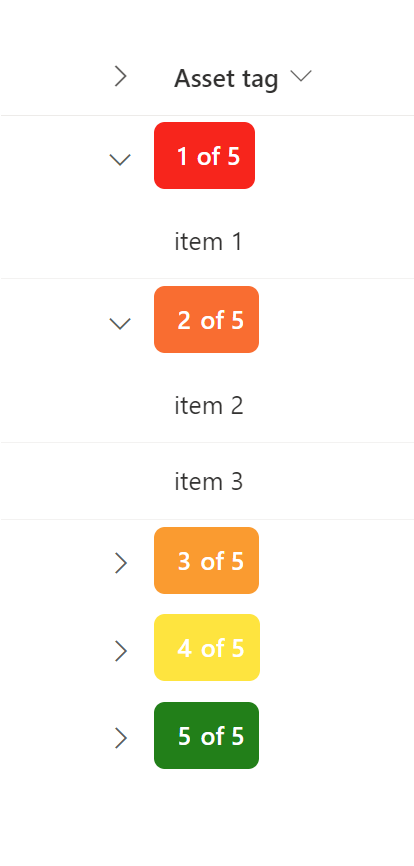 Asset tag
1 of 5
item 1
2 of 5
item 2
item 3
3 of 5
4 of 5
5 of 5